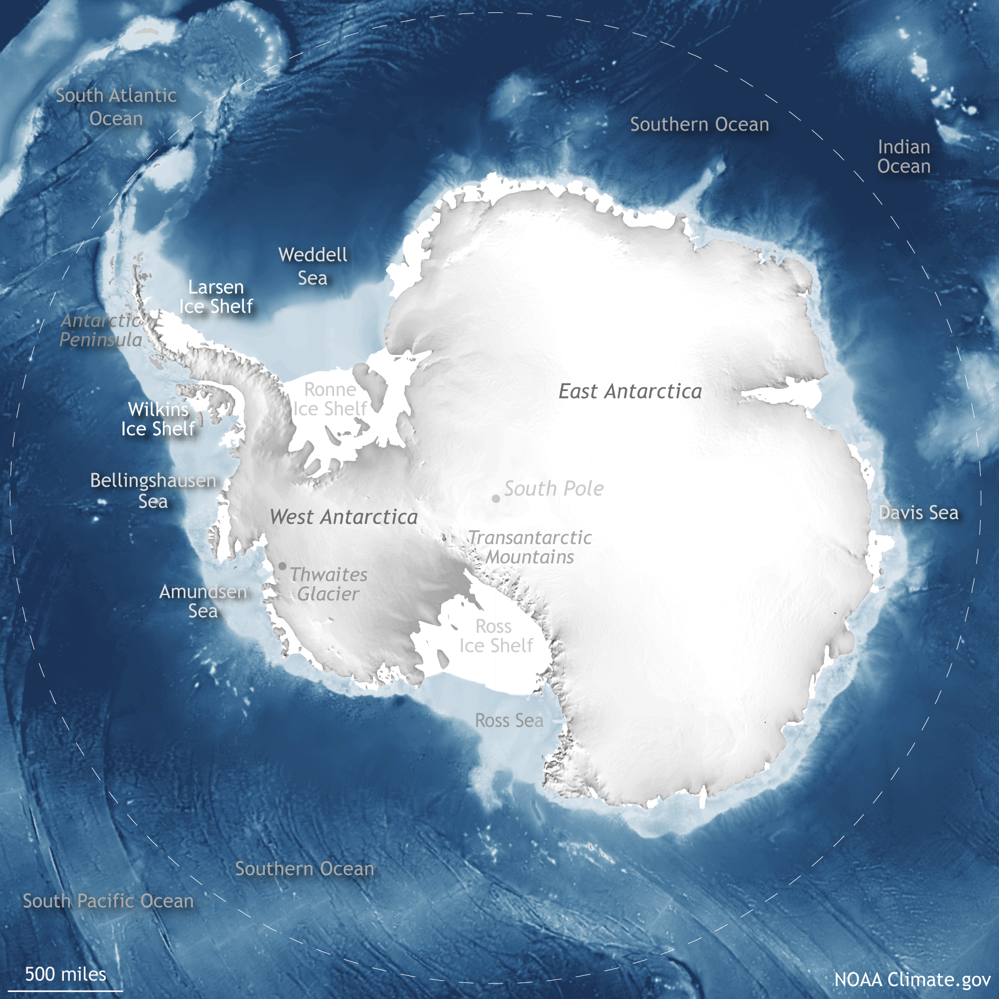 South Atlantic
Ocean
Southern Ocean
Indian
Ocean
Weddell
Sea
Larsen
Ice Shelf
Antarctic
Peninsula
Ronne
Ice Shelf
East Antarctica
Wilkins
Ice Shelf
Bellingshausen
Sea
South Pole
West Antarctica
Davis Sea
Transantarctic
Mountains
Thwaites
Glacier
Amundsen
Sea
Ross
Ice Shelf
Ross Sea
Southern Ocean
South Pacific Ocean
500 miles
NOAA Climate.gov